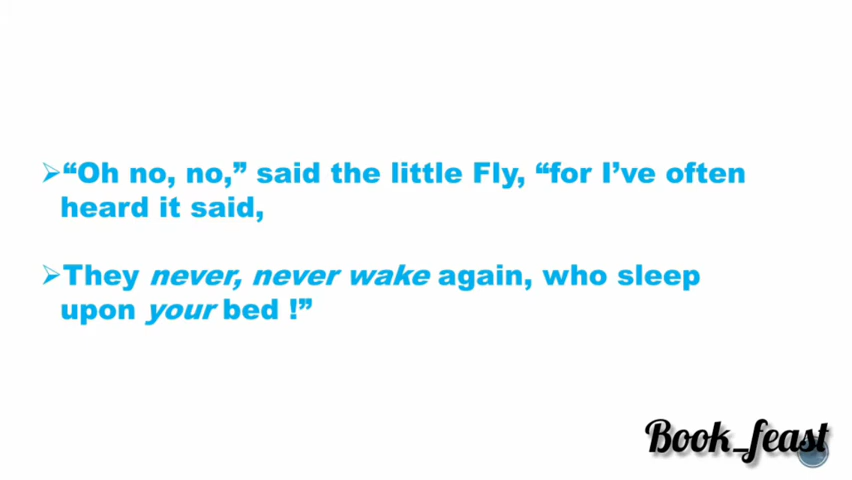 ➢“Oh no, no,” said the little Fly, “for I’ve often
heard it said,
➢They never, never wake again, who sleep
upon your bed !”
Book_feast